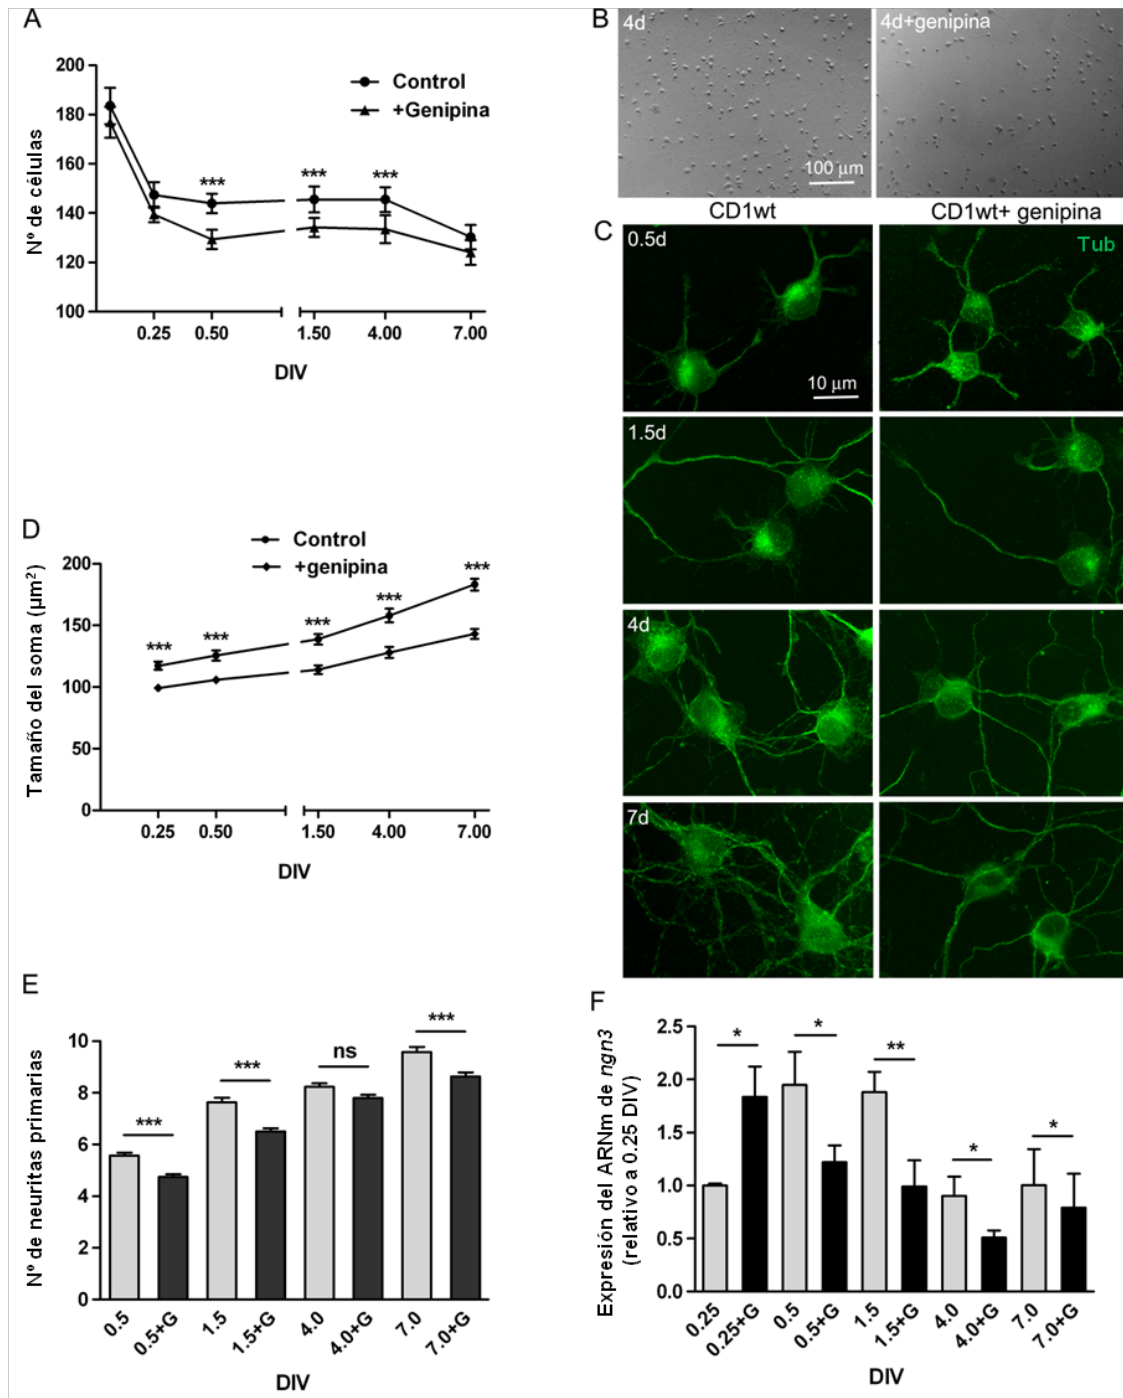 A
200
180
160
140
120
100
Nº de células
Control
+Genipina
***
***
***
0.25
0.50
1.50
4.00
7.00
DIV
B
4d
4d+genipina
100 µm
CD1wt
CD1wt+ genipina
C
0.5d
Tub
10 µm
1.5d
4d
7d
D
Control
+genipina
200
150
100
50
0
Tamaño del soma (µm²)
***
***
***
***
***
0.25
0.50
1.50
4.00
7.00
DIV
E
10
8
6
4
2
0
Nº de neuritas primarias
***
***
ns
***
0.5
0.5+G
1.5
1.5+G
4.0
4.0+G
7.0
7.0+G
DIV
F
2.5
2.0
1.5
1.0
0.5
0.0
Expresión del ARNm de ngn3
(relativo a 0.25 DIV)
*
*
**
*
*
0.25
0.25+G
0.5
0.5+G
1.5
1.5+G
4.0
4.0+G
7.0
7.0+G
DIV